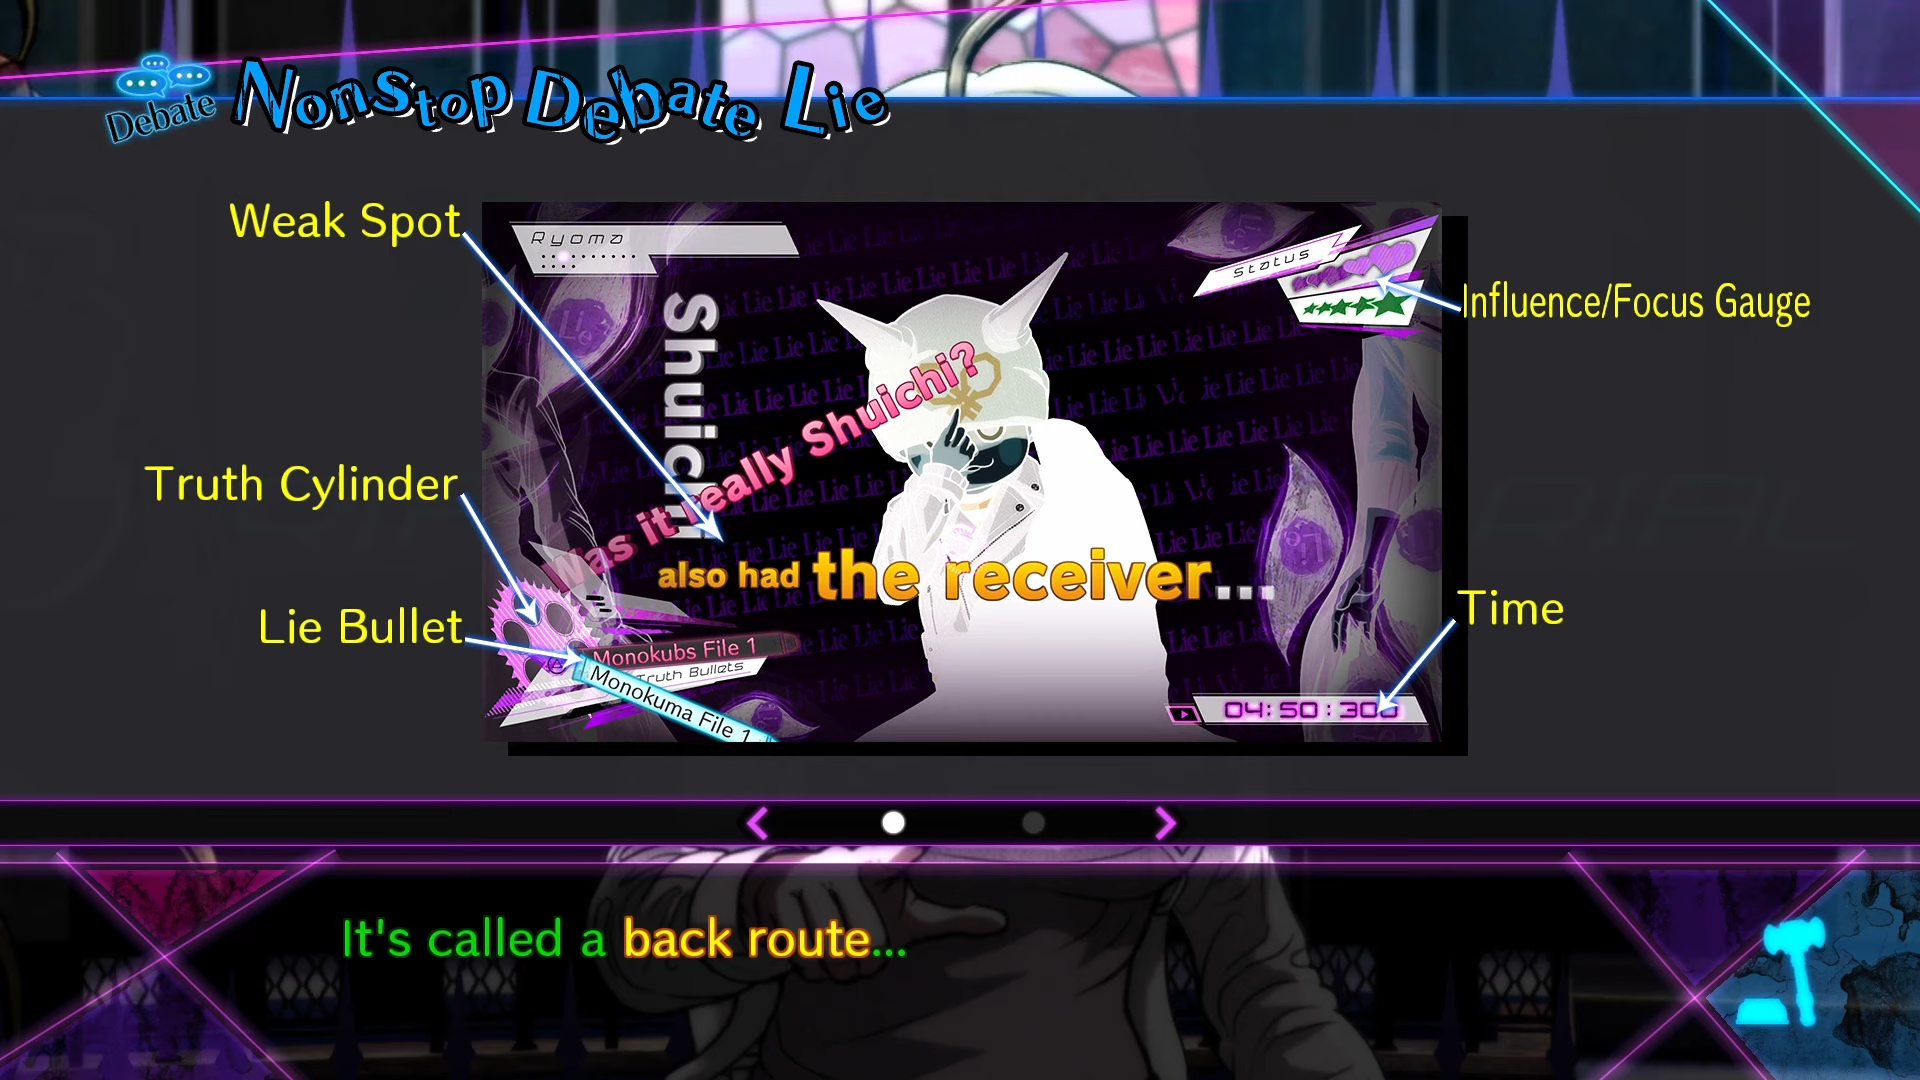 Debate
NonStop Debate Lie
Weak Spot
Truth Cylinder
Lie Bullet
Influence/Focus Gauge
Time
Ryoma
Status
Shuichi
Was it really Shuichi?
also had the receiver...
Monokubs File 1
Truth Bullets
Monokuma File 1
04:50:300
It's called a back route...